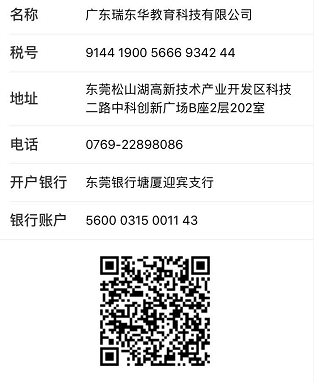 名称 广东瑞东华教育科技有限公司
税号 9144 1900 5666 9342 44
地址 东莞松山湖高新技术产业开发区科技
二路中科创新广场B座2层202室
电话 0769-22898086
开户银行 东莞银行塘厦迎宾支行
银行账户 5600 0315 0011 43